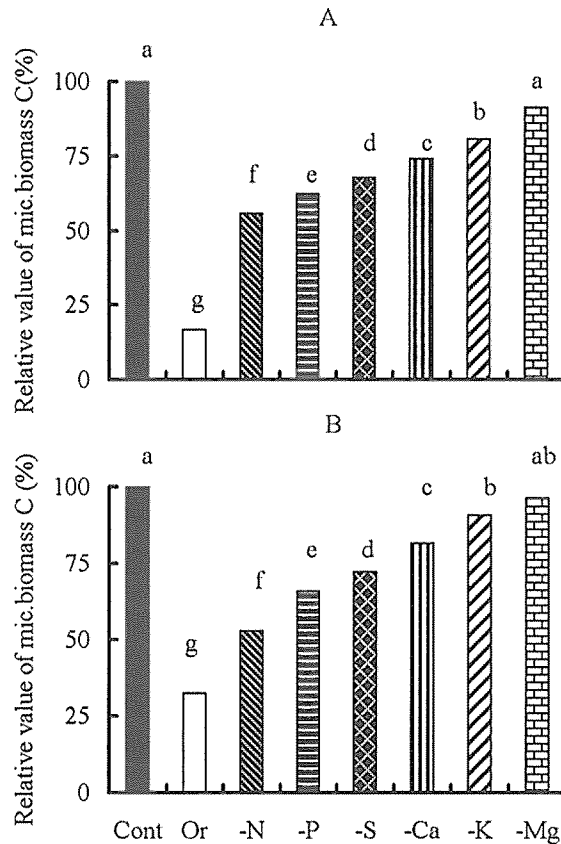 A
Relative value of mic.biomass C(%)
100
75
50
25
0
a
g
f
e
d
c
b
a
B
Relative value of mic.biomass C (%)
100
75
50
25
0
a
g
f
e
d
c
b
ab
Cont Or -N -P -S -Ca -K -Mg